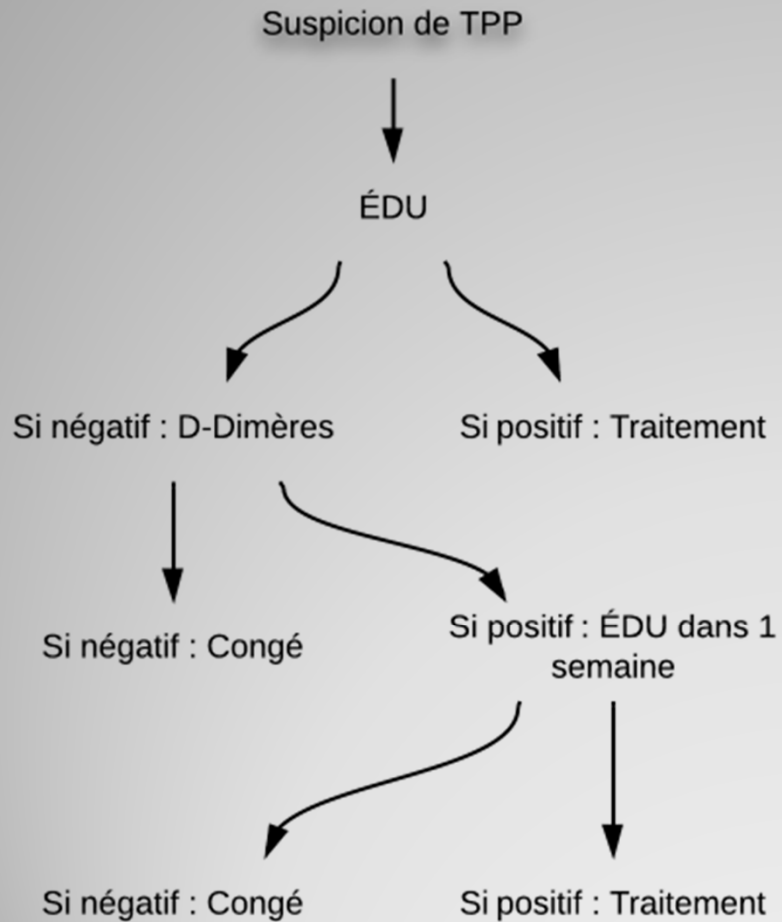 Suspicion de TPP
ÉDU
Si négatif : D-Dimères
Si positif : Traitement
Si négatif : Congé
Si positif : ÉDU dans 1
semaine
Si négatif : Congé
Si positif : Traitement